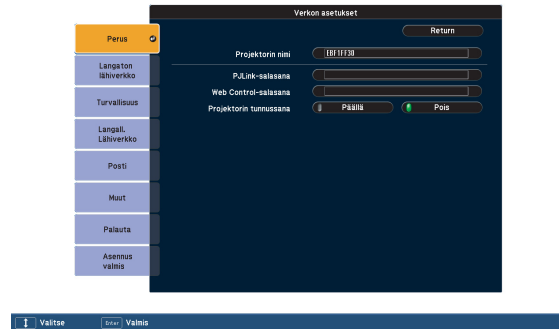 Verkon asetukset
Return
Perus
Projektorin nimi
EBF1FF30
PJLink-salasana
Web Control-salasana
Projektorin tunnussana
Päällä
Pois
Langaton
lähiverkko
Turvallisuus
Langall.
Lähiverkko
Posti
Muut
Palauta
Asennus
valmis
Valitse
Enter Valmis